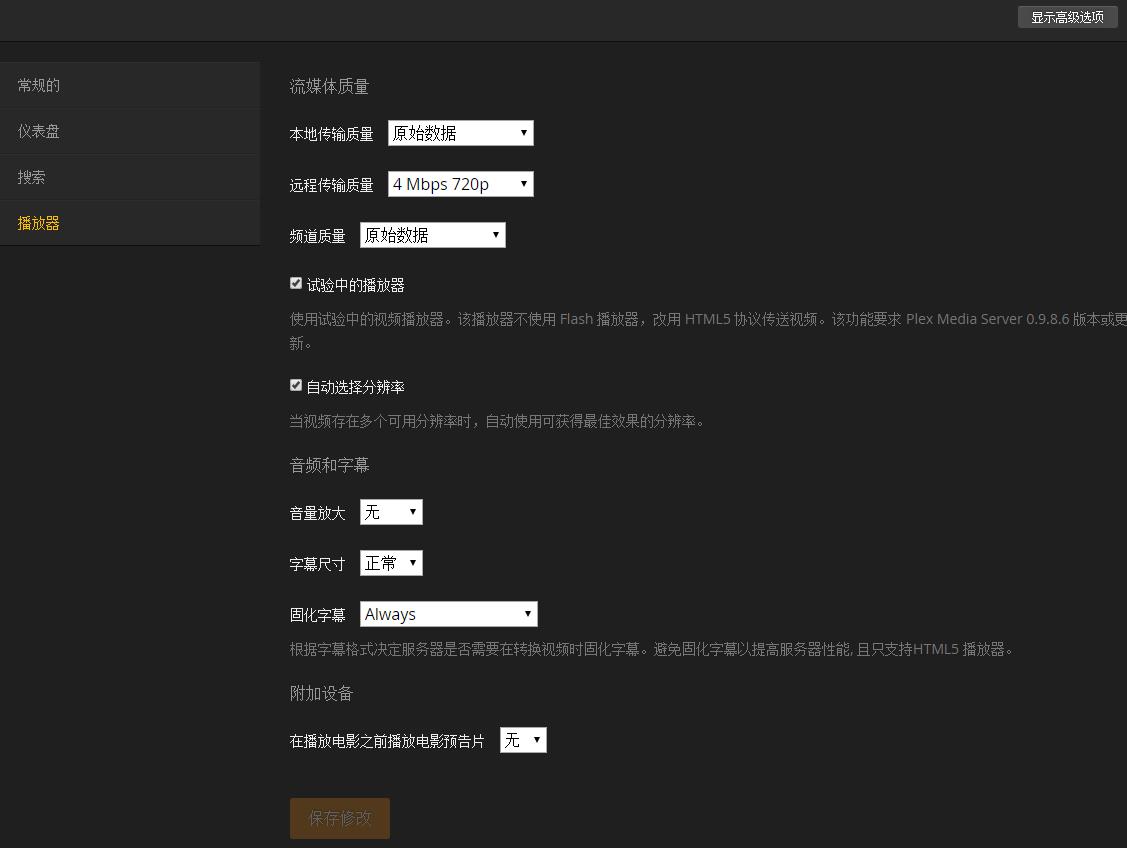 显示高级选项
常规的
仪表盘
搜索
播放器
流媒体质量
本地传输质量 原始数据
远程传输质量 4 Mbps 720p
频道质量 原始数据
试验中的播放器
使用试验中的视频播放器。该播放器不使用 Flash 播放器，改用 HTML5 协议传送视频。该功能要求 Plex Media Server 0.9.8.6 版本或更
新。
自动选择分辨率
当视频存在多个可用分辨率时，自动使用可获得最佳效果的分辨率。
音频和字幕
音量放大 无
字幕尺寸 正常
固化字幕 Always
根据字幕格式决定服务器是否需要在转换视频时固化字幕。避免固化字幕以提高服务器性能, 且只支持HTML5 播放器。
附加设备
在播放电影之前播放电影预告片 无
保存修改